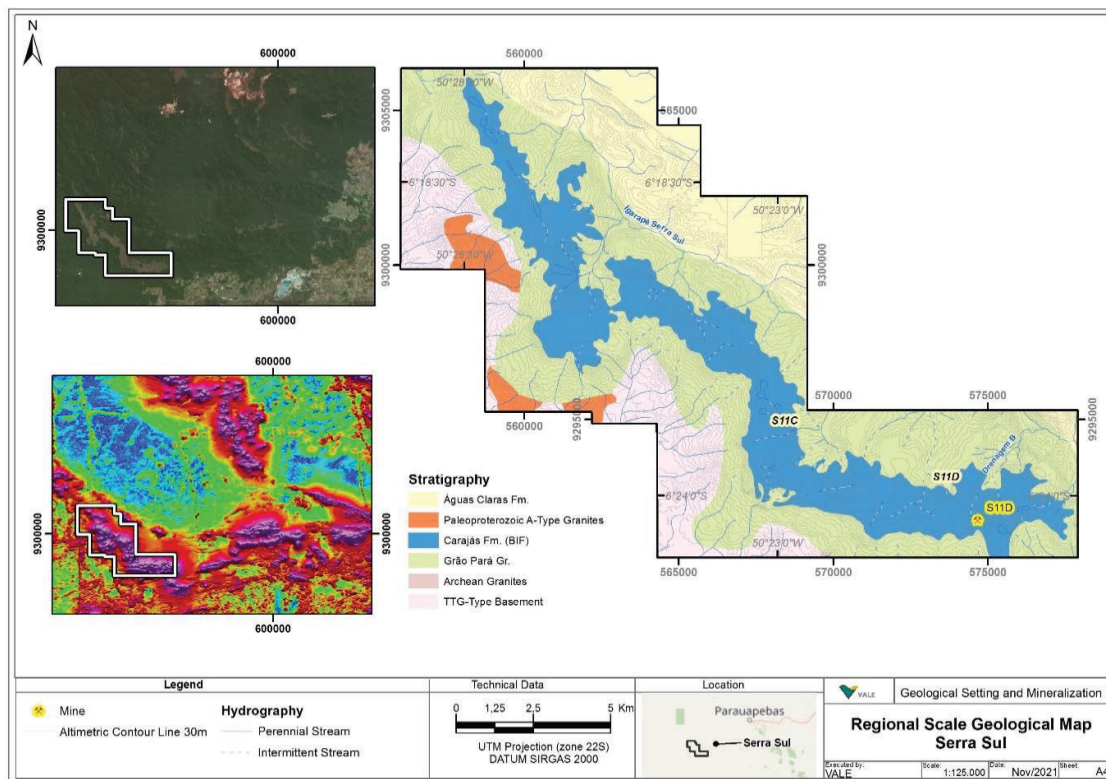 N
600000
9300000
600000
600000
9300000
600000
560000
9305000
50°28'
0"W
565000
6°18'30"S
6°18'30"S
50°23'0"W
Igarapé Serra Sul
9300000
50°26'30"W
9300000
570000
575000
560000
9295000
9295000
S11C
S11D
Drenagem B
S11D
6°24'0"S
0"S
50°23'0"W
565000
570000
575000
Stratigraphy
Águas Claras Fm.
Paleoproterozoic A-Type Granites
Carajás Fm. (BIF)
Grão Pará Gr.
Archean Granites
TTG-Type Basement
Legend
Mine
Altimetric Contour Line 30m
Hydrography
Perennial Stream
Intermittent Stream
Technical Data
0 1,25 2,5 5 Km
UTM Projection (zone 22S)
DATUM SIRGAS 2000
Location
Parauapebas
Serra Sul
VALE
Geological Setting and Mineralization
Regional Scale Geological Map
Serra Sul
Executed by:
VALE
Scale:
1:125.000
Date:
Nov/2021
Sheet:
A4